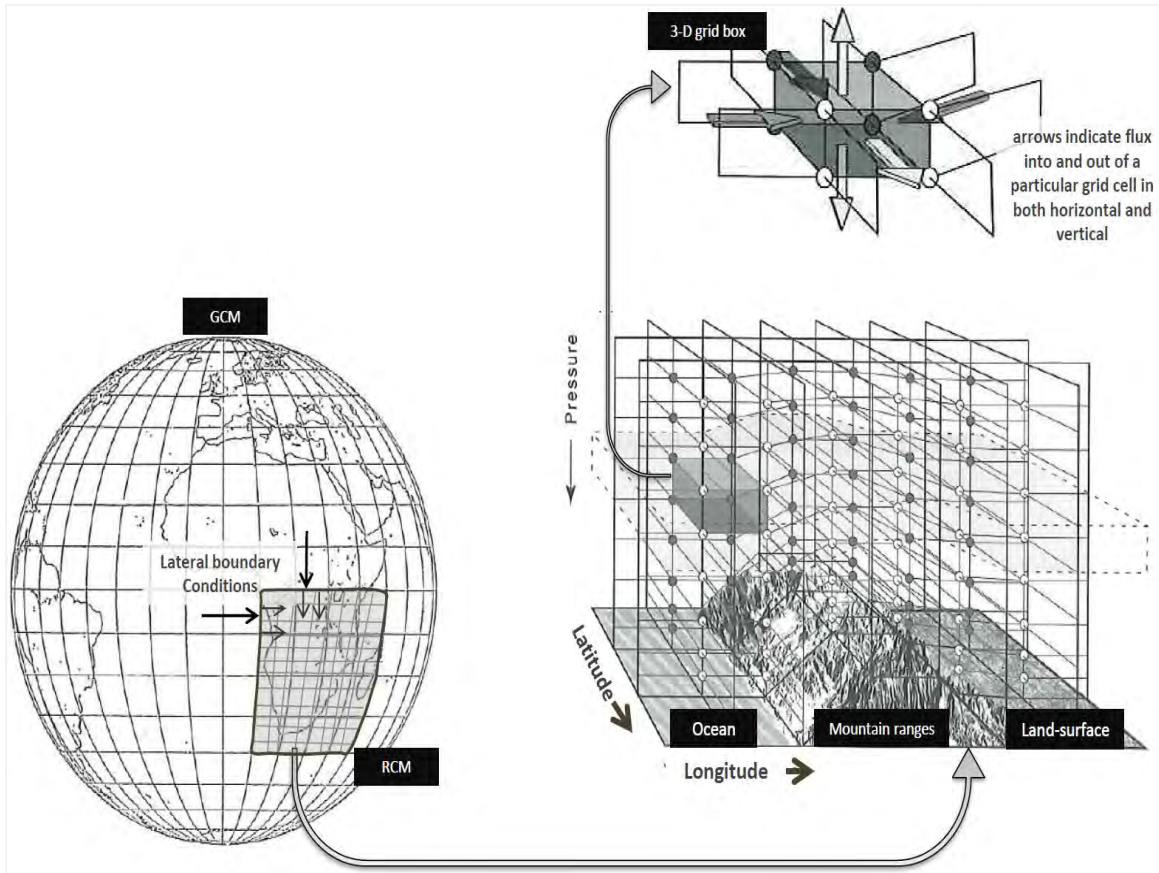 3-D grid box
arrows indicate flux
into and out of a
particular grid cell in
both horizontal and
vertical
GCM
Pressure
Lateral boundary
Conditions
Latitude
Ocean
Mountain ranges
Land-surface
RCM
Longitude